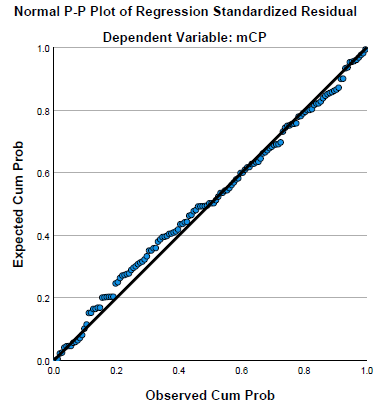 Normal P-P Plot of Regression Standardized Residual
Dependent Variable: mCP
Expected Cum Prob
1.0
0.8
0.6
0.4
0.2
0.0
0.0 0.2 0.4 0.6 0.8 1.0
Observed Cum Prob